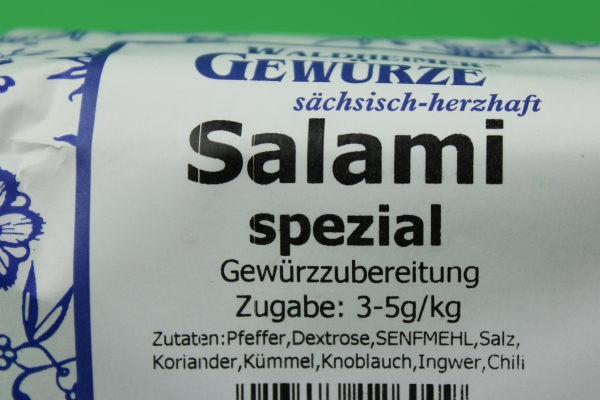 WALDHEIMER®
GEWÜRZE
sächsisch-herzhaft
Salami
spezial
Gewürzzubereitung
Zugabe: 3-5g/kg
Zutaten:Pfeffer,Dextrose,SENFMEHL,Salz,
Koriander,Kümmel,Knoblauch,Ingwer,Chili